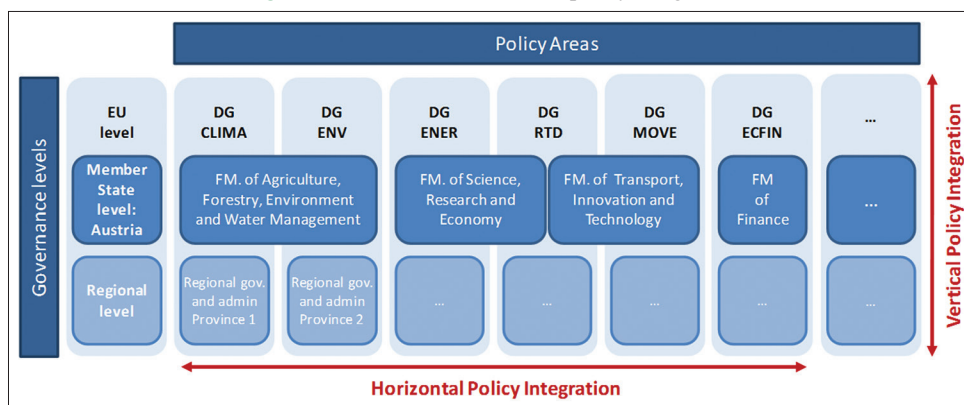 Policy Areas
Governance levels
EU
level
DG
CLIMA
DG
ENV
DG
ENER
DG
RTD
DG
MOVE
DG
ECFIN
...
Member
State
level:
Austria
FM. of Agriculture,
Forestry, Environment
and Water Management
FM. of Science,
Research and
Economy
FM. of Transport,
Innovation and
Technology
FM
of
Finance
...
Regional
level
Regional gov.
and admin
Province 1
Regional gov.
and admin
Province 2
...
...
...
...
...
Vertical Policy Integration
Horizontal Policy Integration